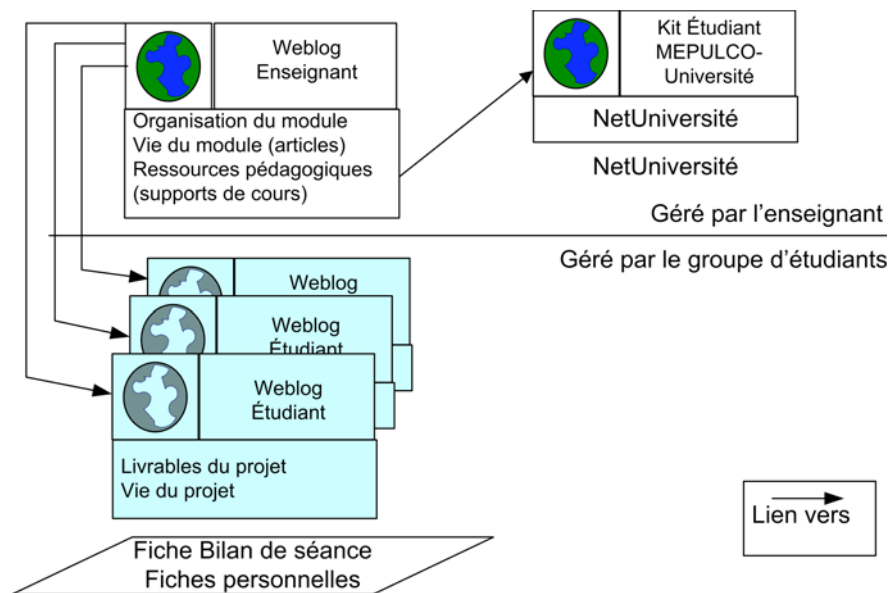 Weblog
Enseignant
Organisation du module
Vie du module (articles)
Ressources pédagogiques
(supports de cours)
Kit Étudiant
MEPULCO-
Université
NetUniversité
NetUniversité
Géré par l'enseignant
Géré par le groupe d'étudiants
Weblog
Weblog
Étudiant
Weblog
Étudiant
Livrables du projet
Vie du projet
Lien vers
Fiche Bilan de séance
Fiches personnelles